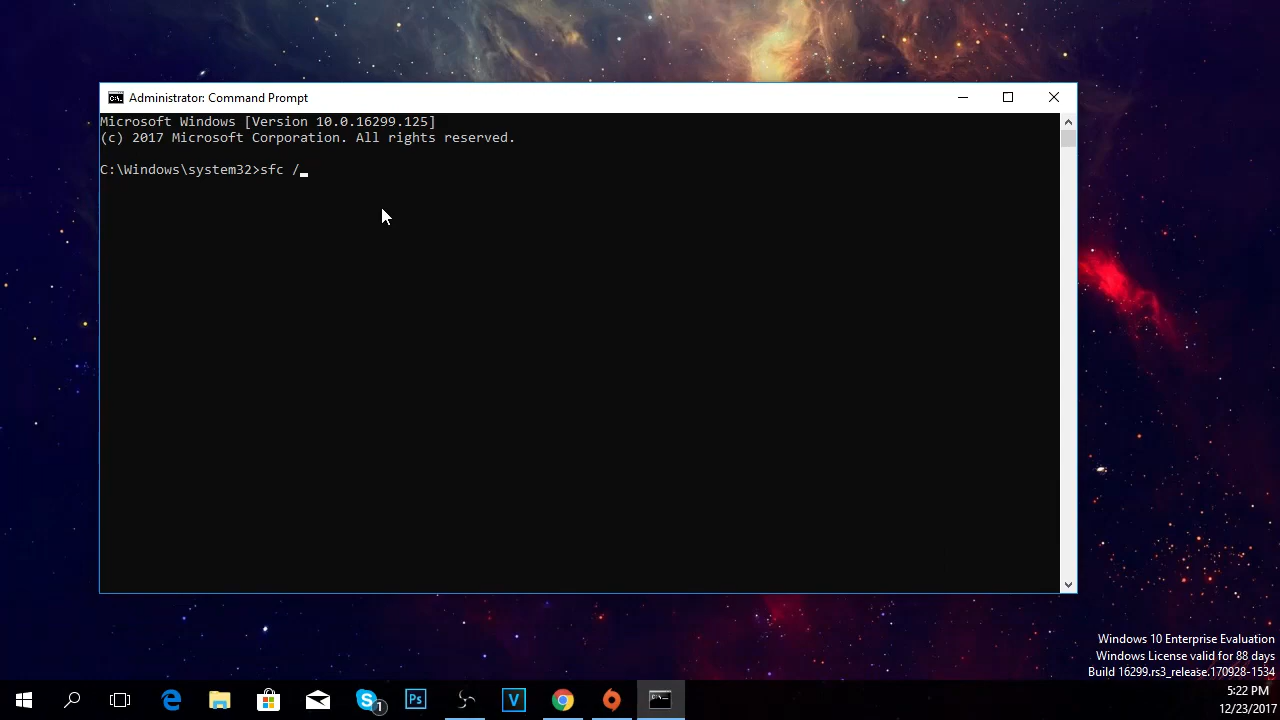 Administrator: Command Prompt
Microsoft Windows [Version 10.0.16299.125]
(c) 2017 Microsoft Corporation. All rights reserved.
C:\Windows\system32>sfc /
Windows 10 Enterprise Evaluation
Windows License valid for 88 days
Build 16299.rs3_release.170928-1534
1
Ps
V
5:22 PM
12/23/2017